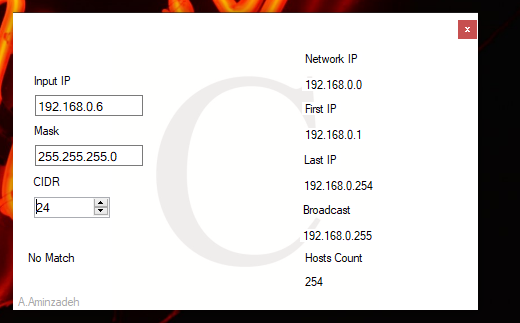 x
Input IP
192.168.0.6
Mask
255.255.255.0
CIDR
24
No Match
A.Aminzadeh
C
Network IP
192.168.0.0
First IP
192.168.0.1
Last IP
192.168.0.254
Broadcast
192.168.0.255
Hosts Count
254